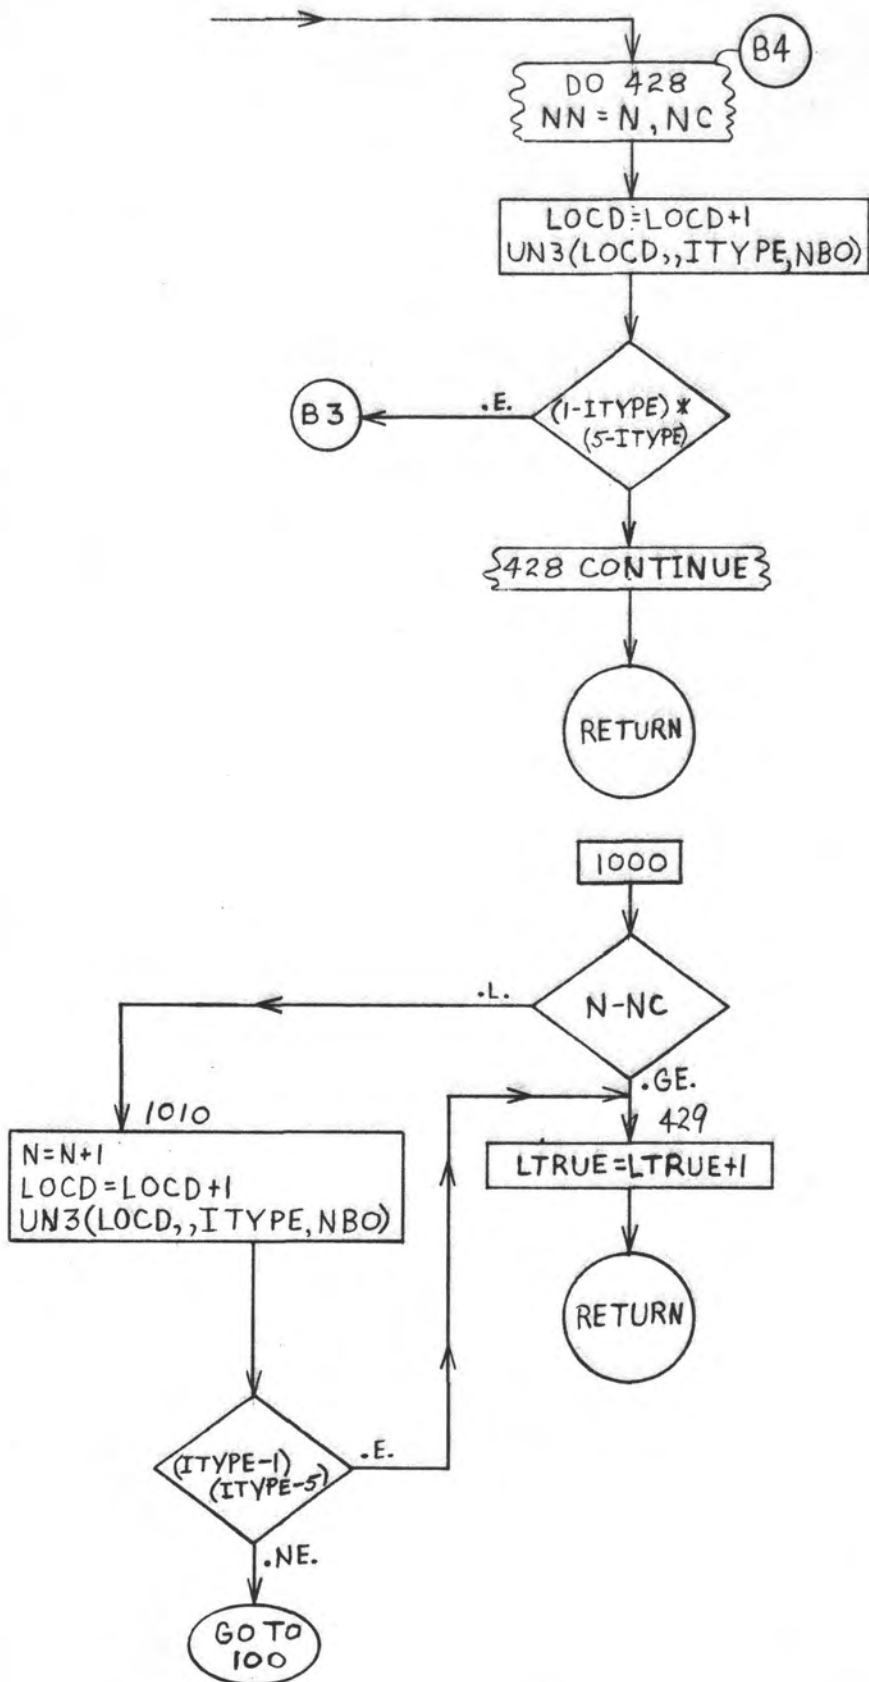 B4
DO 428
NN = N, NC
LOCD=LOCD+1
UN3(LOCD,,ITYPE,NBO)
B3
.E.
(1-ITYPE) *
(5-ITYPE)
428 CONTINUE
RETURN
1000
.L.
N-NC
.GE.
1010
429
N=N+1
LOCD=LOCD+1
UN3(LOCD,,ITYPE,NBO)
LTRUE=LTRUE+1
RETURN
(ITYPE-1)
(ITYPE-5)
.E.
.NE.
GO TO
100